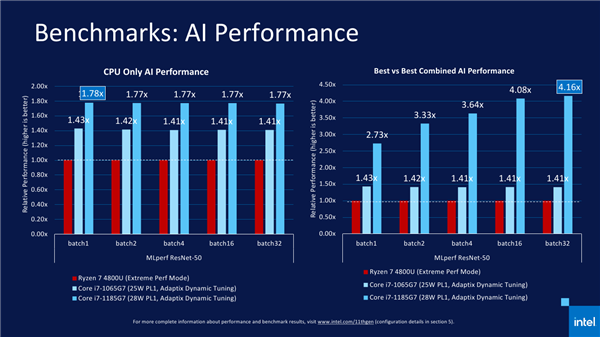 Benchmarks: AI Performance
CPU Only AI Performance
Relative Performance (higher is better)
2.00x
1.80x
1.60x
1.40x
1.20x
1.00x
0.80x
0.60x
0.40x
0.20x
0.00x
1.43x
1.78x
1.42x
1.77x
1.41x
1.77x
1.41x
1.77x
1.41x
1.77x
batch1 batch2 batch4 batch16 batch32
MLperf ResNet-50
Ryzen 7 4800U (Extreme Perf Mode)
Core i7-1065G7 (25W PL1, Adaptix Dynamic Tuning)
Core i7-1185G7 (28W PL1, Adaptix Dynamic Tuning)
Best vs Best Combined AI Performance
Relative Performance (higher is better)
4.50x
4.00x
3.50x
3.00x
2.50x
2.00x
1.50x
1.00x
0.50x
0.00x
1.43x
2.73x
1.42x
3.33x
1.41x
3.64x
1.41x
4.08x
1.41x
4.16x
batch1 batch2 batch4 batch16 batch32
MLperf ResNet-50
Ryzen 7 4800U (Extreme Perf Mode)
Core i7-1065G7 (25W PL1, Adaptix Dynamic Tuning)
Core i7-1185G7 (28W PL1, Adaptix Dynamic Tuning)
For more complete information about performance and benchmark results, visit www.intel.com/11thgen (configuration details in section 5).
intel